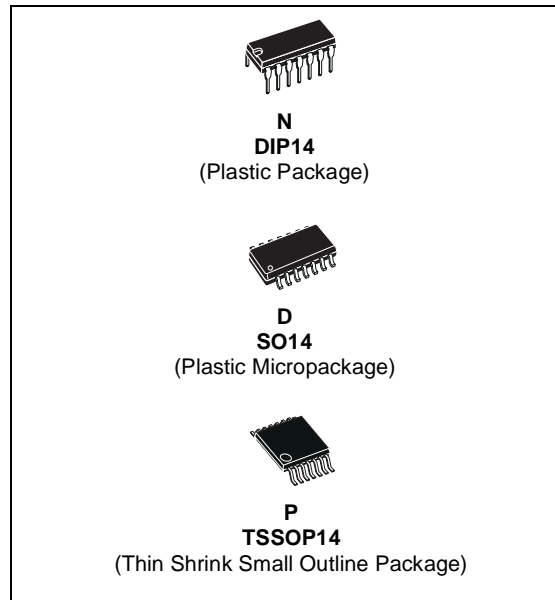 N
DIP14
(Plastic Package)
D
SO14
(Plastic Micropackage)
P
TSSOP14
(Thin Shrink Small Outline Package)